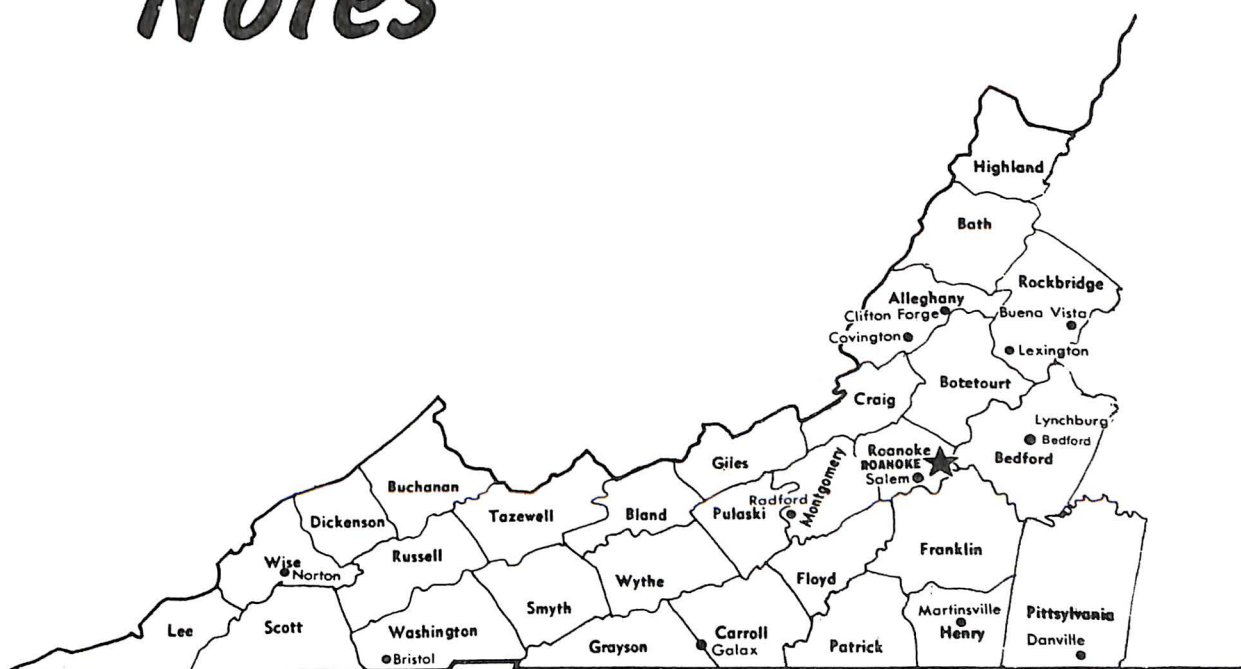 Notes
Highland
Bath
Rockbridge
Alleghany
Clifton Forge
Buena Vista
Covington
Lexington
Botetourt
Craig
Lynchburg
Bedford
Bedford
Roanoke
ROANOKE
Salem
Giles
Montgomery
Radford
Pulaski
Buchanan
Dickenson
Tazewell
Bland
Franklin
Russell
Wise
Norton
Wythe
Floyd
Smyth
Martinsville
Henry
Pittsylvania
Danville
Lee
Scott
Washington
Bristol
Grayson
Carroll
Galax
Patrick